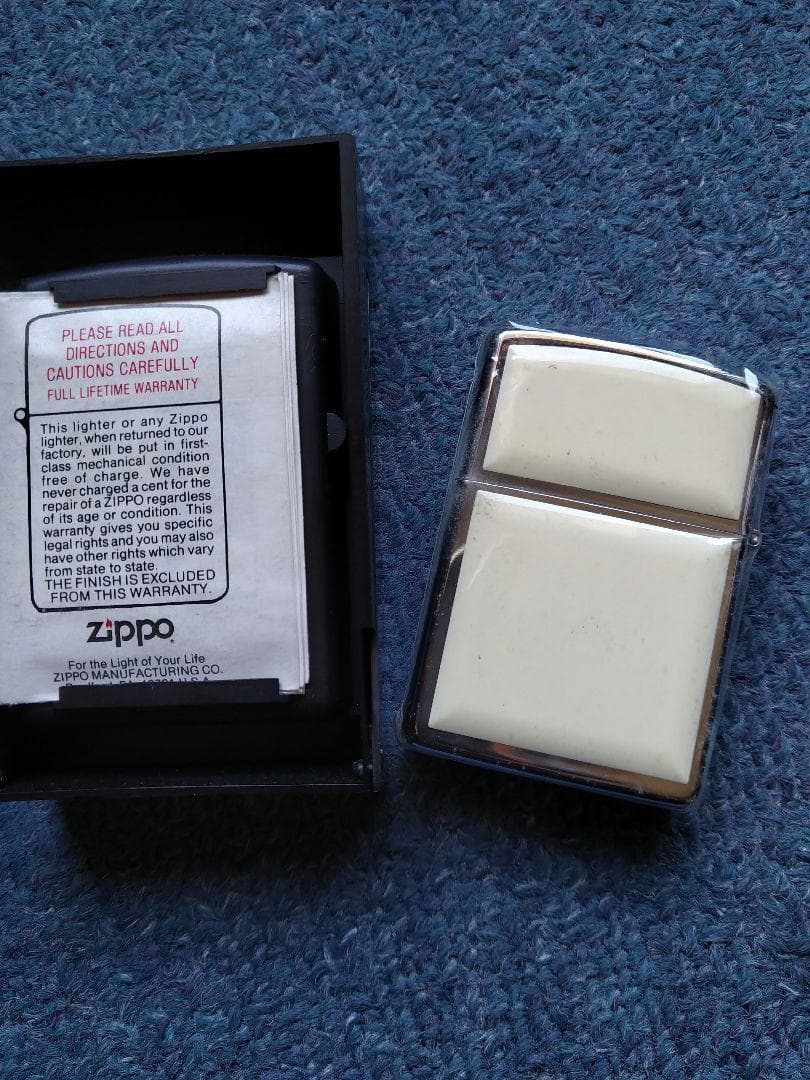 PLEASE READ ALL
DIRECTIONS AND
CAUTIONS CAREFULLY
FULL LIFETIME WARRANTY
This lighter or any Zippo
lighter, when returned to our
factory, will be put in first-
class mechanical condition
free of charge. We have
never charged a cent for the
repair of a ZIPPO regardless
of its age or condition. This
warranty gives you specific
legal rights and you may also
have other rights which vary
from state to state.
THE FINISH IS EXCLUDED
FROM THIS WARRANTY.
zippo
For the Light of Your Life
ZIPPO MANUFACTURING CO.